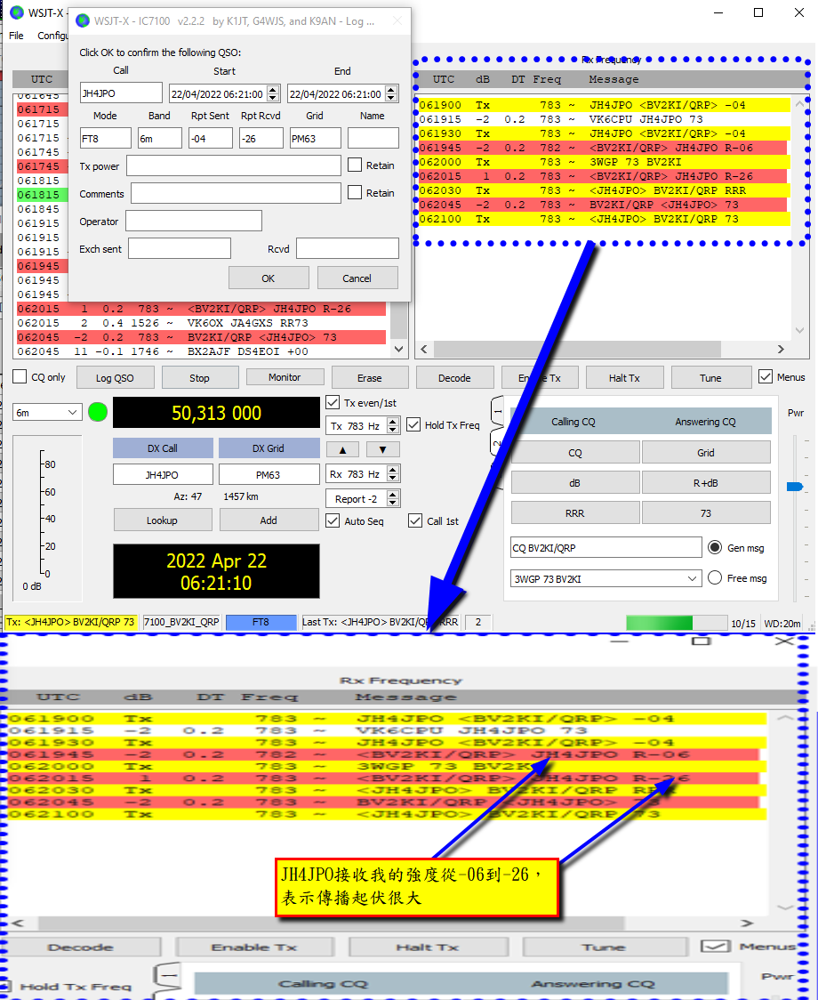 WSJT-X -
WSJT-X - IC7100 v2.2.2 by K1JT, G4WJS, and K9AN - Log ...
File
Configu
Click OK to confirm the following QSO:
Call Start End
JH4JPO 22/04/2022 06:21:00 22/04/2022 06:21:00
Mode Band Rpt Sent Rpt Rcvd Grid Name
FT8 6m -04 -26 PM63
Tx power Retain
Comments Retain
Operator
Exch sent Rcvd
OK Cancel
UTC
061645
061715
061715
061715 -
061745 -
061745 -
061815
061815
061845
061915
061915
061915
061945
061945
061945 -
062015 1 0.2 783 ~ <BV2KI/QRP> JH4JPO R-26
062015 2 0.4 1526 ~ VK6OX JA4GXS RR73
062045 -2 0.2 783 ~ BV2KI/QRP <JH4JPO> 73
062045 11 -0.1 1746 ~ BX2AJF DS4EOI +00
Rx Frequency
UTC dB DT Freq Message
061900 Tx 783 ~ JH4JPO <BV2KI/QRP> -04
061915 -2 0.2 783 ~ VK6CPU JH4JPO 73
061930 Tx 783 ~ JH4JPO <BV2KI/QRP> -04
061945 -2 0.2 782 ~ <BV2KI/QRP> JH4JPO R-06
062000 Tx 783 ~ 3WGP 73 BV2KI
062015 1 0.2 783 ~ <BV2KI/QRP> JH4JPO R-26
062030 Tx 783 ~ <JH4JPO> BV2KI/QRP RRR
062045 -2 0.2 783 ~ BV2KI/QRP <JH4JPO> 73
062100 Tx 783 ~ <JH4JPO> BV2KI/QRP 73
CQ only Log QSO Stop Monitor Erase Decode Enable Tx Halt Tx Tune Menus
6m
50,313 000
Tx even/1st
Tx 783 Hz
Hold Tx Freq
DX Call DX Grid
JH4JPO PM63
Rx 783 Hz
Az: 47 1457 km
Report -2
Lookup Add
Auto Seq Call 1st
2022 Apr 22
06:21:10
80
60
40
20
0
0 dB
1
2
Calling CQ Answering CQ
CQ Grid
dB R+dB
RRR 73
CQ BV2KI/QRP Gen msg
3WGP 73 BV2KI Free msg
Pwr
Tx: <JH4JPO> BV2KI/QRP 73 7100_BV2KI_QRP FT8 Last Tx: <JH4JPO> BV2KI/QRP RRR 2 10/15 WD:20m
Rx Frequency
UTC dB DT Freq Message
061900 Tx 783 ~ JH4JPO <BV2KI/QRP> -04
061915 -2 0.2 783 ~ VK6CPU JH4JPO 73
061930 Tx 783 ~ JH4JPO <BV2KI/QRP> -04
061945 -2 0.2 782 ~ <BV2KI/QRP> JH4JPO R-06
062000 Tx 783 ~ 3WGP 73 BV2KI
062015 1 0.2 783 ~ <BV2KI/QRP> JH4JPO R-26
062030 Tx 783 ~ <JH4JPO> BV2KI/QRP RRR
062045 -2 0.2 783 ~ BV2KI/QRP <JH4JPO> 73
062100 Tx 783 ~ <JH4JPO> BV2KI/QRP 73
JH4JPO接收我的強度從-06到-26，
表示傳播起伏很大
Decode Enable Tx Halt Tx Tune Menus
Hold Tx Freq 1 Calling CQ Answering CQ Pwr